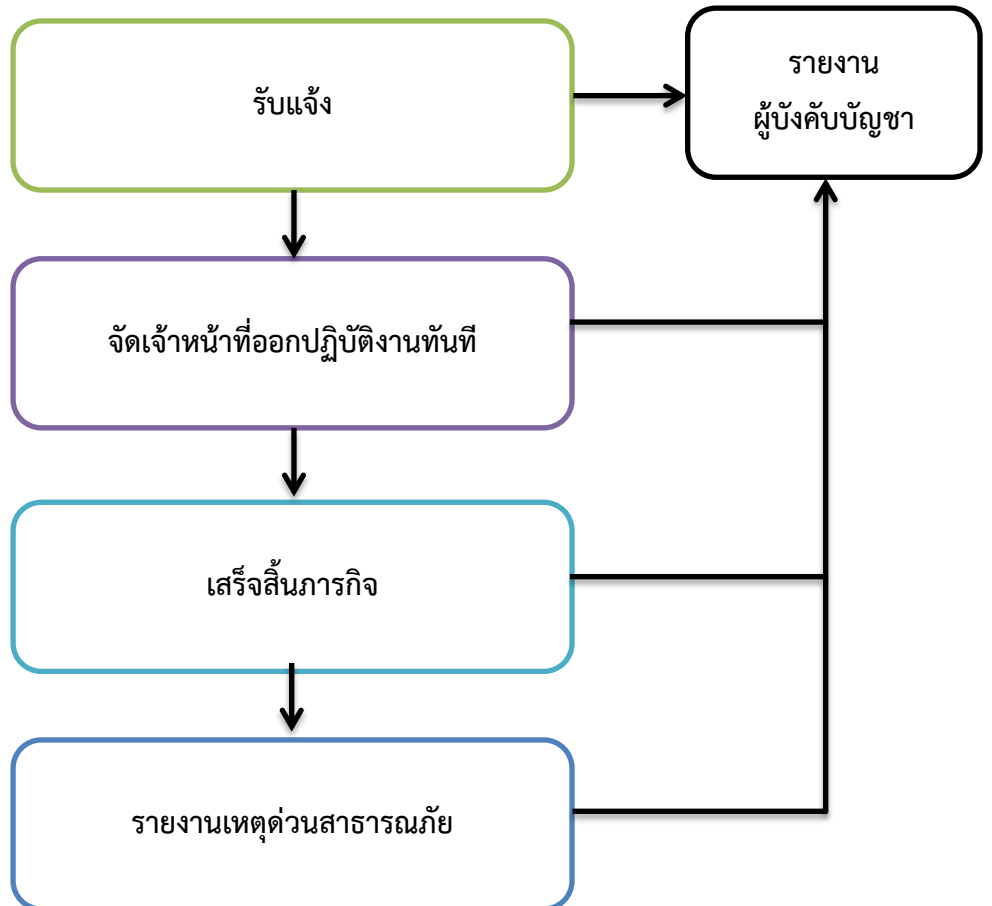 รับแจ้ง
รายงาน
ผู้บังคับบัญชา
จัดเจ้าหน้าที่ออกปฏิบัติงานทันที
เสร็จสิ้นภารกิจ
รายงานเหตุด่วนสาธารณภัย